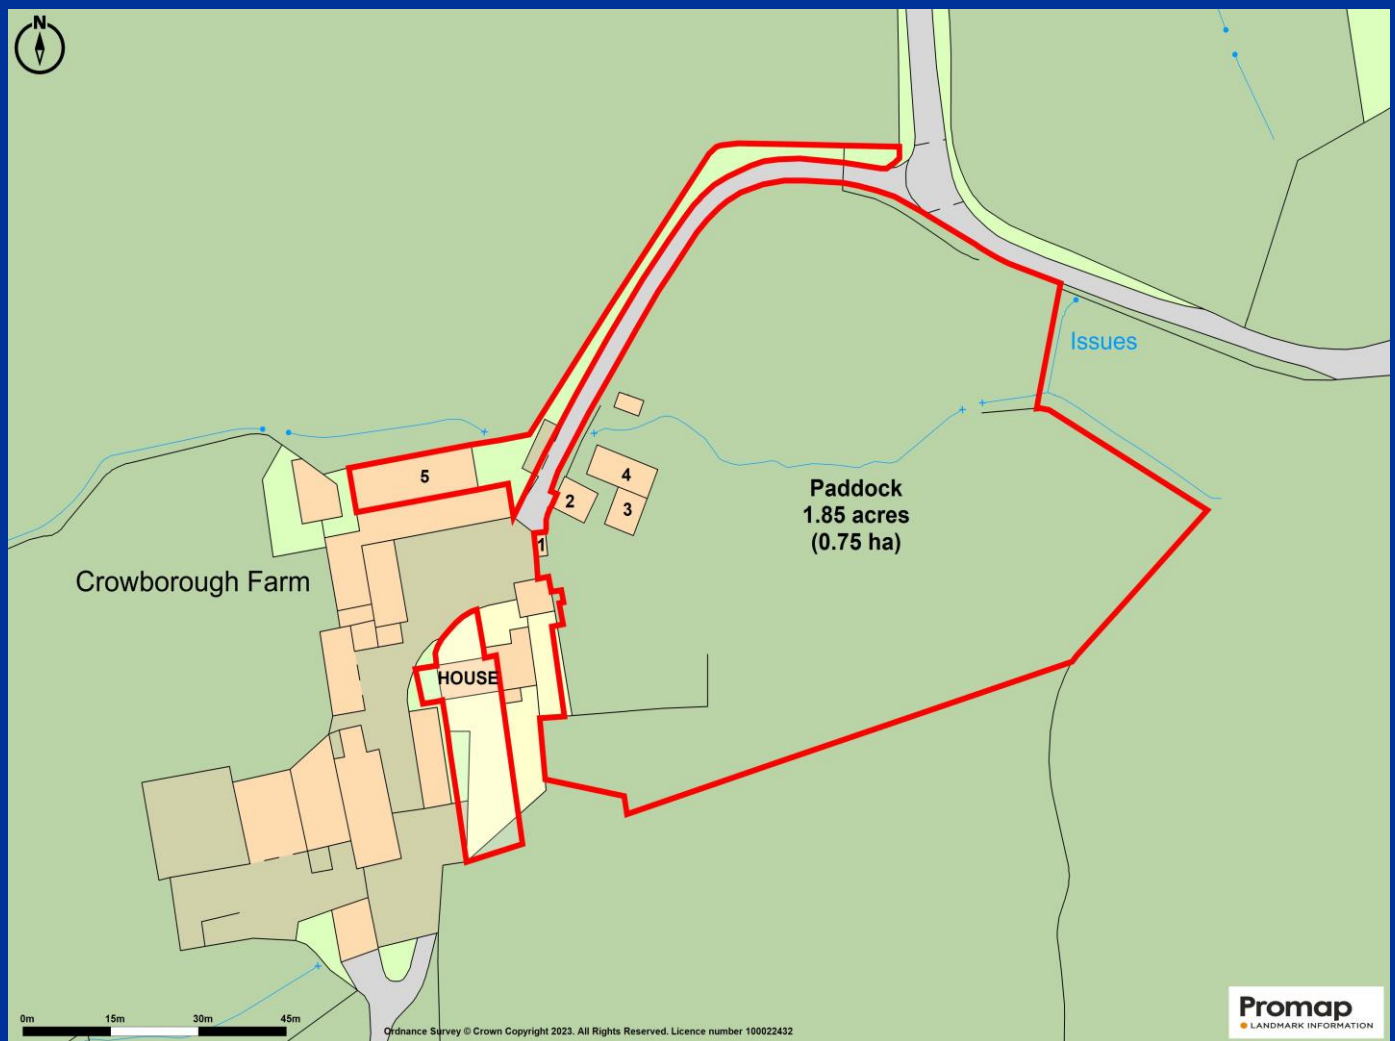 N
Issues
5
4
2
3
1
Paddock
1.85 acres
(0.75 ha)
Crowborough Farm
HOUSE
0m 15m 30m 45m
Ordnance Survey © Crown Copyright 2023. All Rights Reserved. Licence number 100022432
Promap
LANDMARK INFORMATION